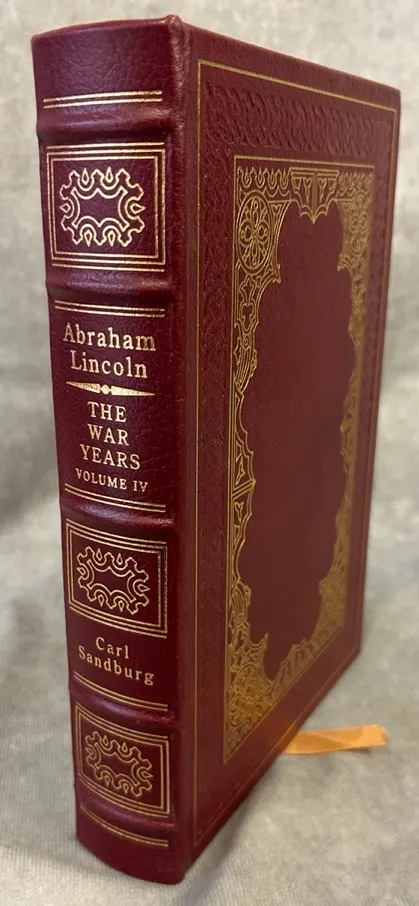 Abraham
Lincoln
THE
WAR
YEARS
VOLUME IV
Carl
Sandburg